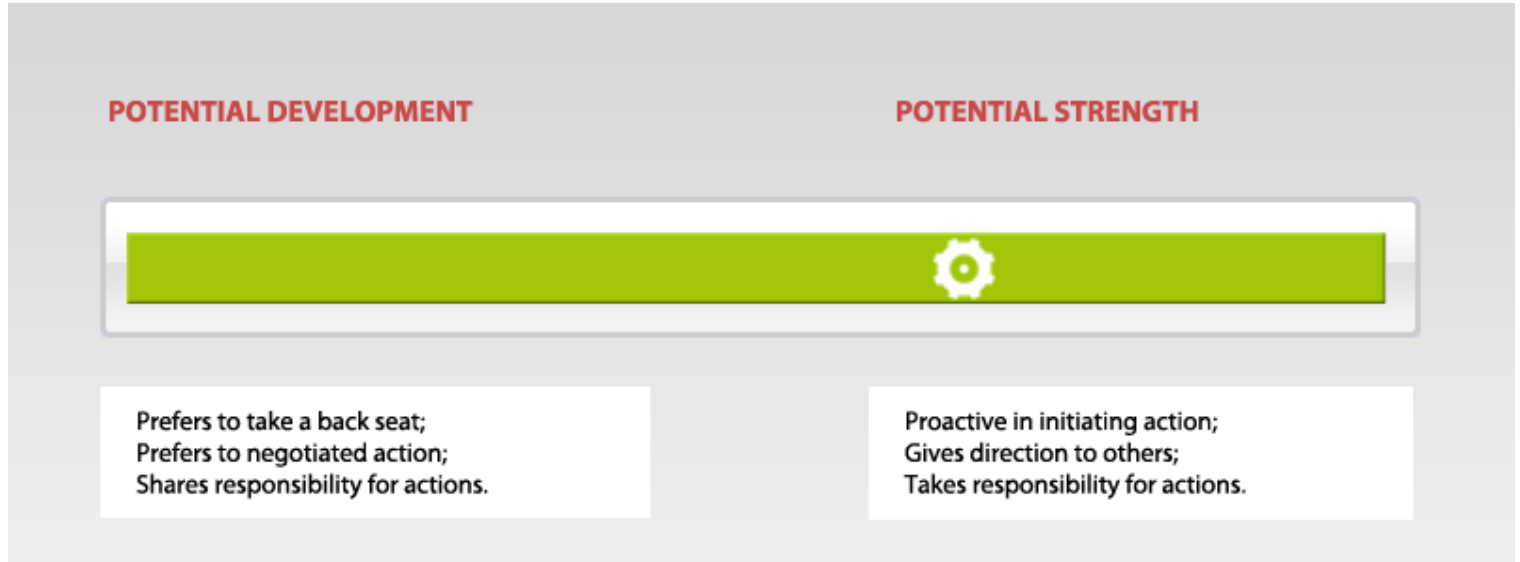 POTENTIAL DEVELOPMENT
POTENTIAL STRENGTH
Prefers to take a back seat;
Prefers to negotiated action;
Shares responsibility for actions.
Proactive in initiating action;
Gives direction to others;
Takes responsibility for actions.